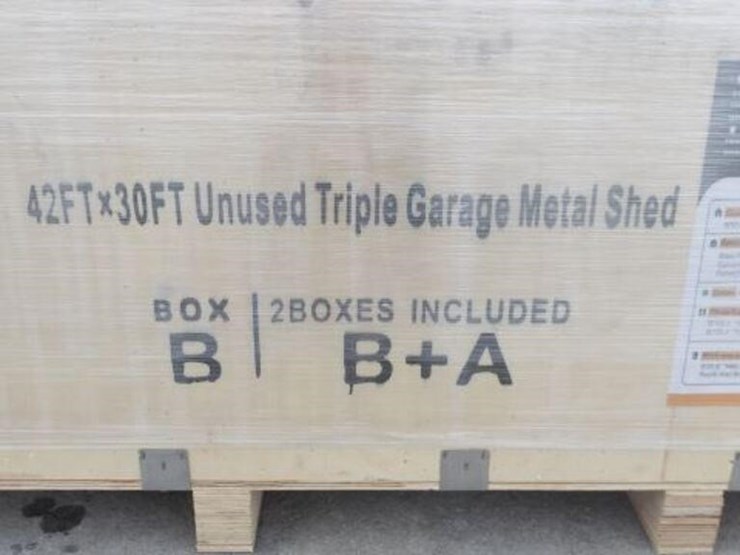 42FT×30FT Unused Triple Garage Metal Shed
BOX | 2BOXES INCLUDED
B | B+A